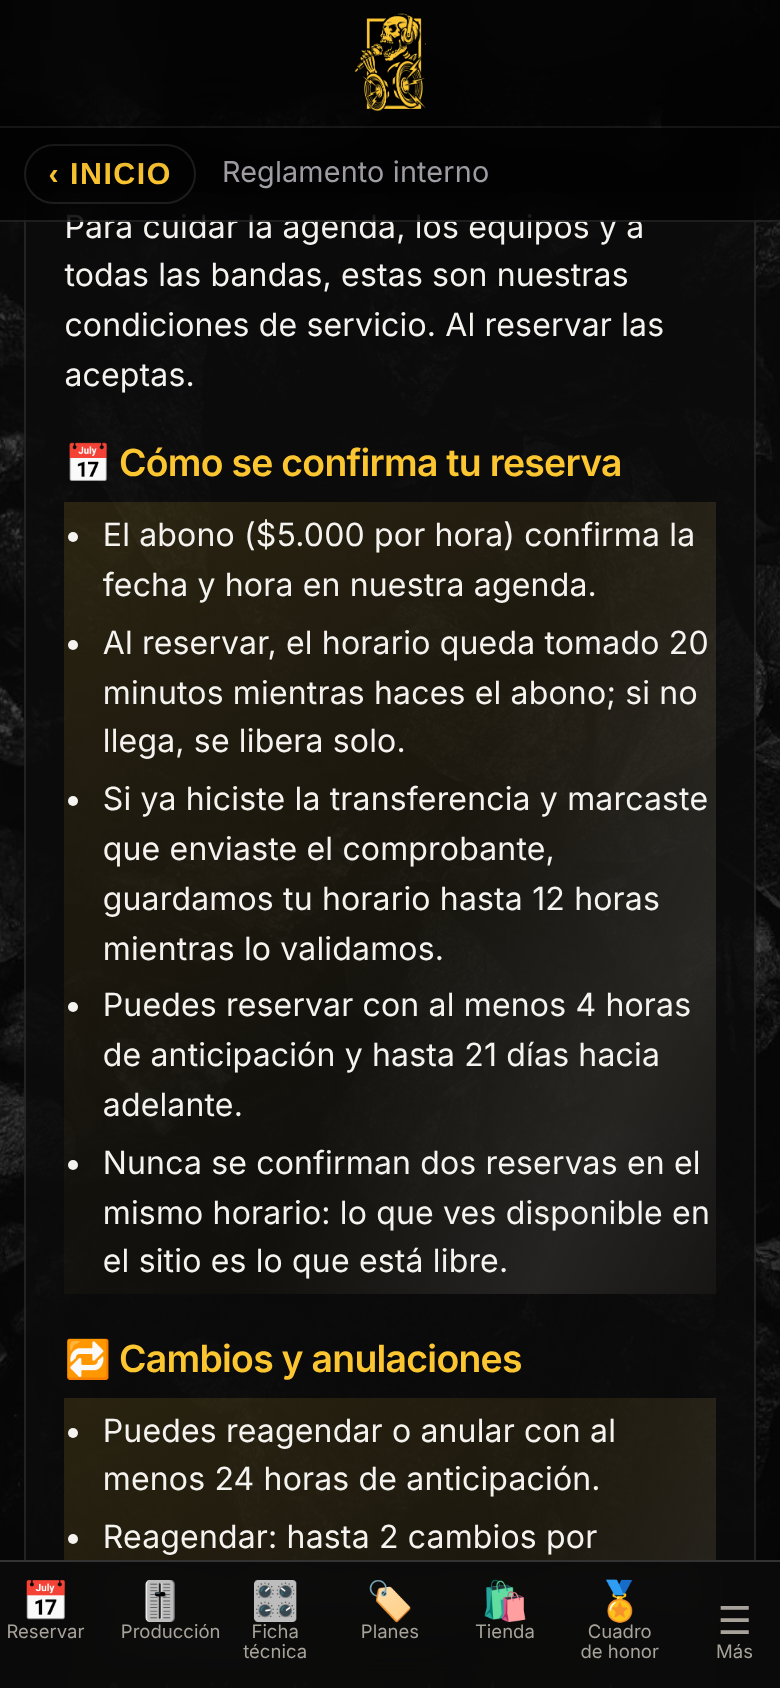 ‹ INICIO
Reglamento interno
Para cuidar la agenda, los equipos y a
todas las bandas, estas son nuestras
condiciones de servicio. Al reservar las
aceptas.
📅 Cómo se confirma tu reserva
• El abono ($5.000 por hora) confirma la
fecha y hora en nuestra agenda.
• Al reservar, el horario queda tomado 20
minutos mientras haces el abono; si no
llega, se libera solo.
• Si ya hiciste la transferencia y marcaste
que enviaste el comprobante,
guardamos tu horario hasta 12 horas
mientras lo validamos.
• Puedes reservar con al menos 4 horas
de anticipación y hasta 21 días hacia
adelante.
• Nunca se confirman dos reservas en el
mismo horario: lo que ves disponible en
el sitio es lo que está libre.
🔁 Cambios y anulaciones
• Puedes reagendar o anular con al
menos 24 horas de anticipación.
• Reagendar: hasta 2 cambios por
Reservar
Producción
Ficha
técnica
Planes
Tienda
Cuadro
de honor
Más